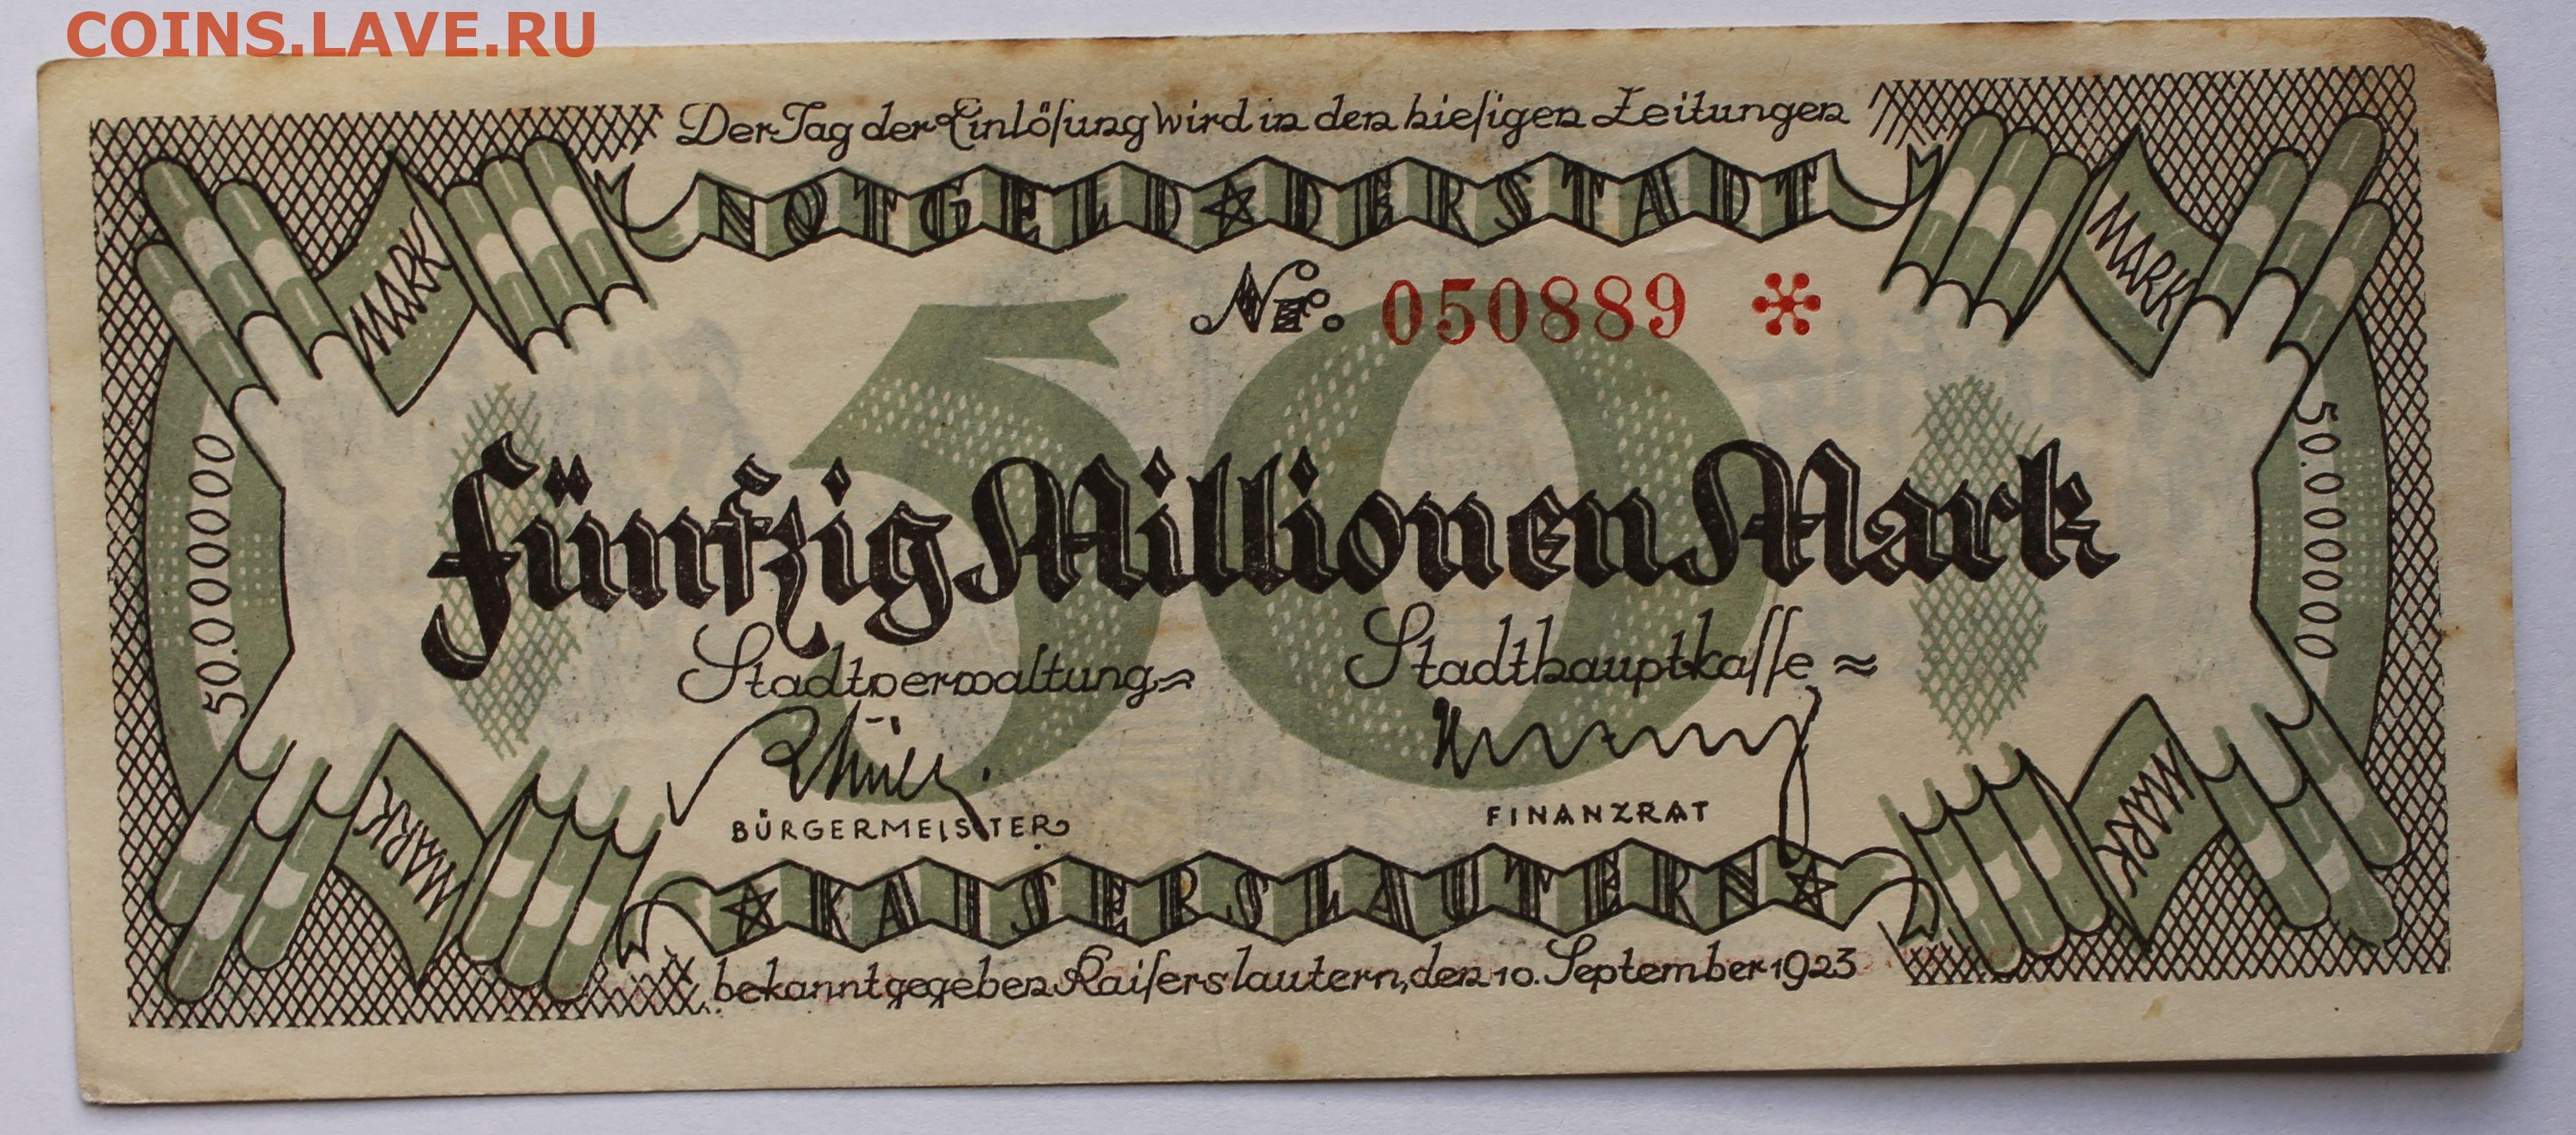 COINS.LAVE.RU
Der Tag der Einlöſung wird in den hieſigen Zeitungen
NOTGELD ☆ DER STADT
Nr. 050889 *
MARK
MARK
50
50.000000
50.000000
Fünfzig Millionen Mark
Stadtverwaltung
Stadthauptkaſſe
BÜRGERMEISTER
FINANZRAT
MARK
MARK
☆ KAISERSLAUTERN ☆
bekanntgegeben Kaiſerslautern, den 10. September 1923